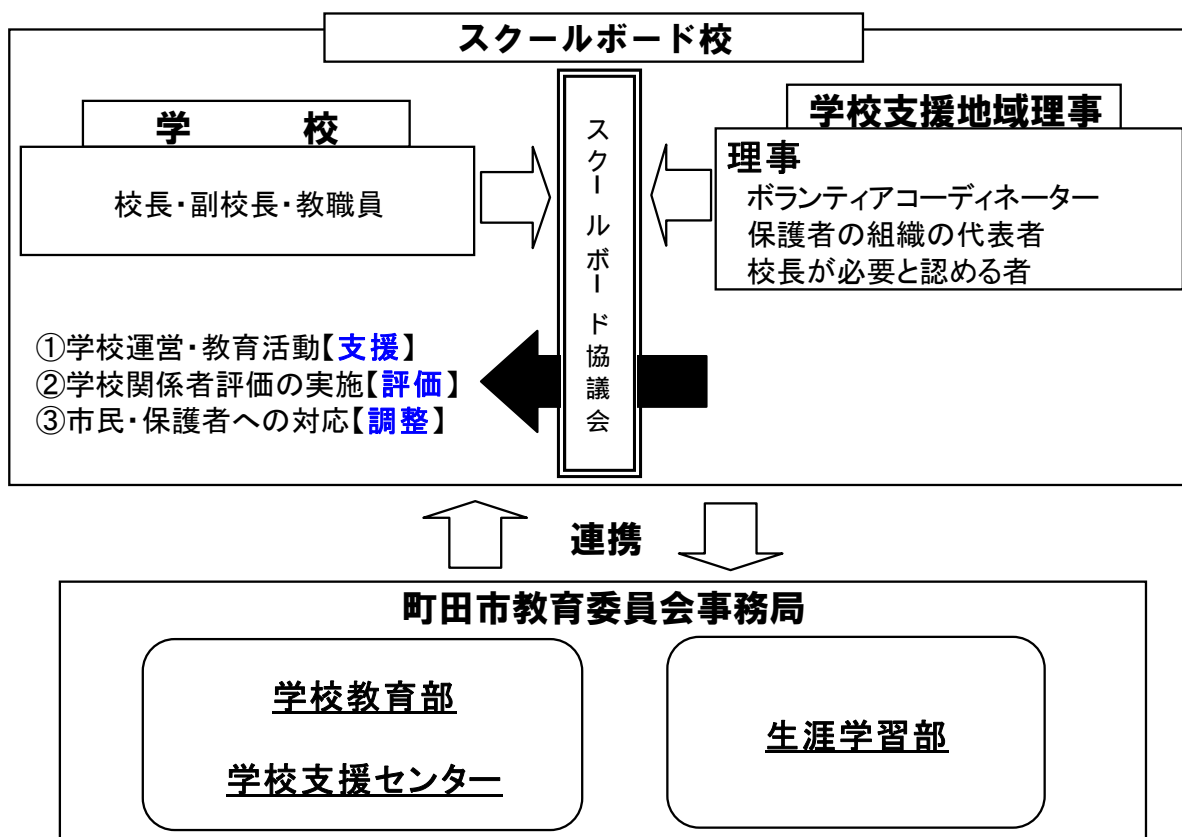 スクールボード校
学　校
校長・副校長・教職員
スクールボード協議会
学校支援地域理事
理事
ボランティアコーディネーター
保護者の組織の代表者
校長が必要と認める者
①学校運営・教育活動【支援】
②学校関係者評価の実施【評価】
③市民・保護者への対応【調整】
連携
町田市教育委員会事務局
学校教育部
学校支援センター
生涯学習部